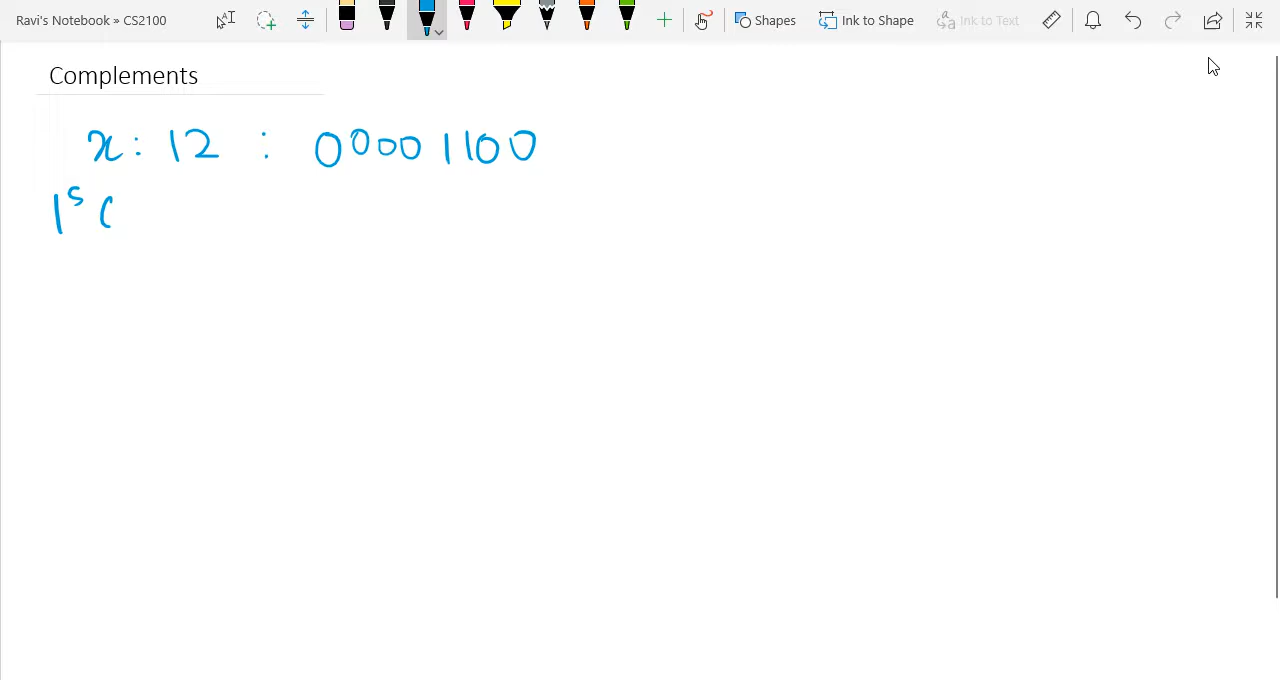 Ravi's Notebook » CS2100
Shapes
Ink to Shape
Ink to Text
Complements
x: 12 : 00001100
1s C